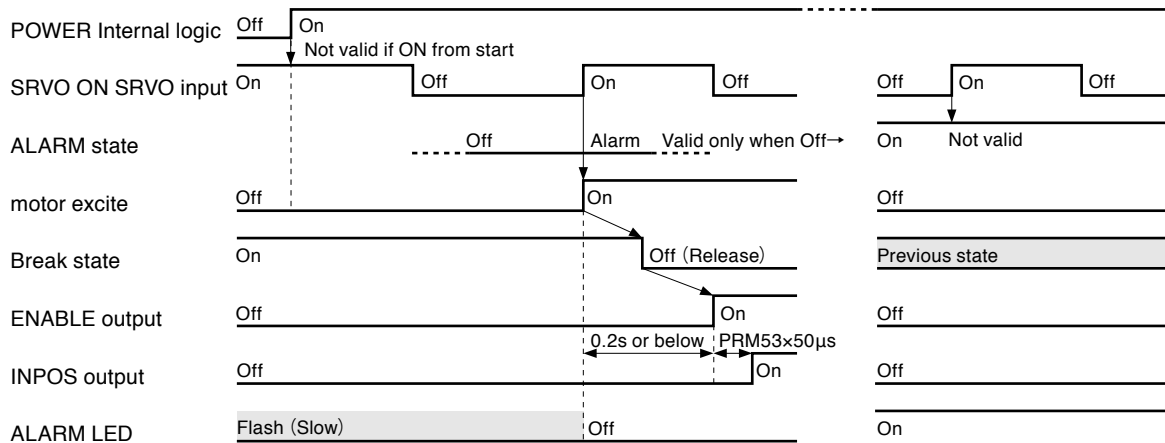 POWER Internal logic Off On
Not valid if ON from start
SRVO ON SRVO input On Off On Off Off On Off
ALARM state Off Alarm Valid only when Off→ On Not valid
motor excite Off On Off
Break state On Off (Release) Previous state
ENABLE output Off On Off
0.2s or below PRM53×50μs
INPOS output Off On Off
ALARM LED Flash (Slow) Off On